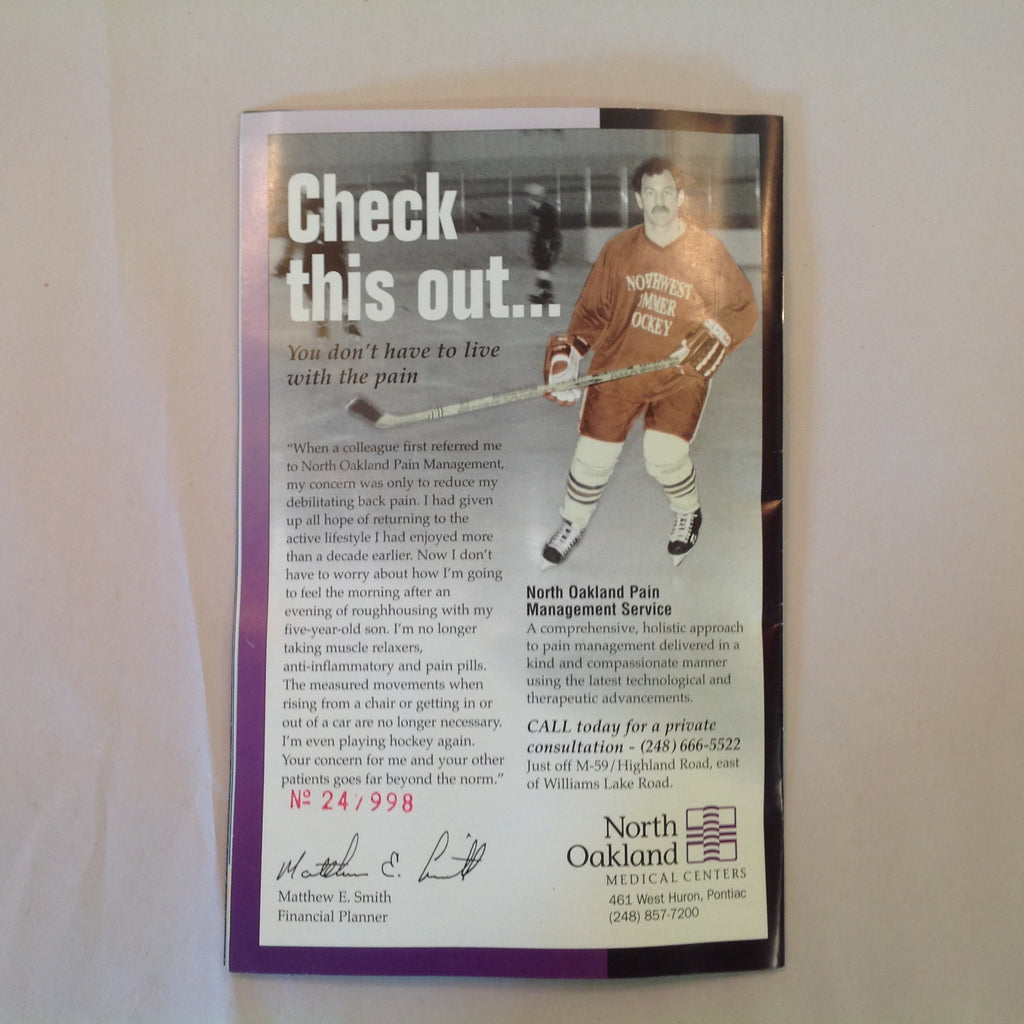 Check
this out...
You don't have to live
with the pain
"When a colleague first referred me
to North Oakland Pain Management,
my concern was only to reduce my
debilitating back pain. I had given
up all hope of returning to the
active lifestyle I had enjoyed more
than a decade earlier. Now I don't
have to worry about how I'm going
to feel the morning after an
evening of roughhousing with my
five-year-old son. I'm no longer
taking muscle relaxers,
anti-inflammatory and pain pills.
The measured movements when
rising from a chair or getting in or
out of a car are no longer necessary.
I'm even playing hockey again.
Your concern for me and your other
patients goes far beyond the norm."
Nº 247998
Matthew E. Smith
Matthew E. Smith
Financial Planner
NORTHWEST
MMER
OCKEY
North Oakland Pain
Management Service
A comprehensive, holistic approach
to pain management delivered in a
kind and compassionate manner
using the latest technological and
therapeutic advancements.
CALL today for a private
consultation - (248) 666-5522
Just off M-59/Highland Road, east
of Williams Lake Road.
North
Oakland
MEDICAL CENTERS
461 West Huron, Pontiac
(248) 857-7200